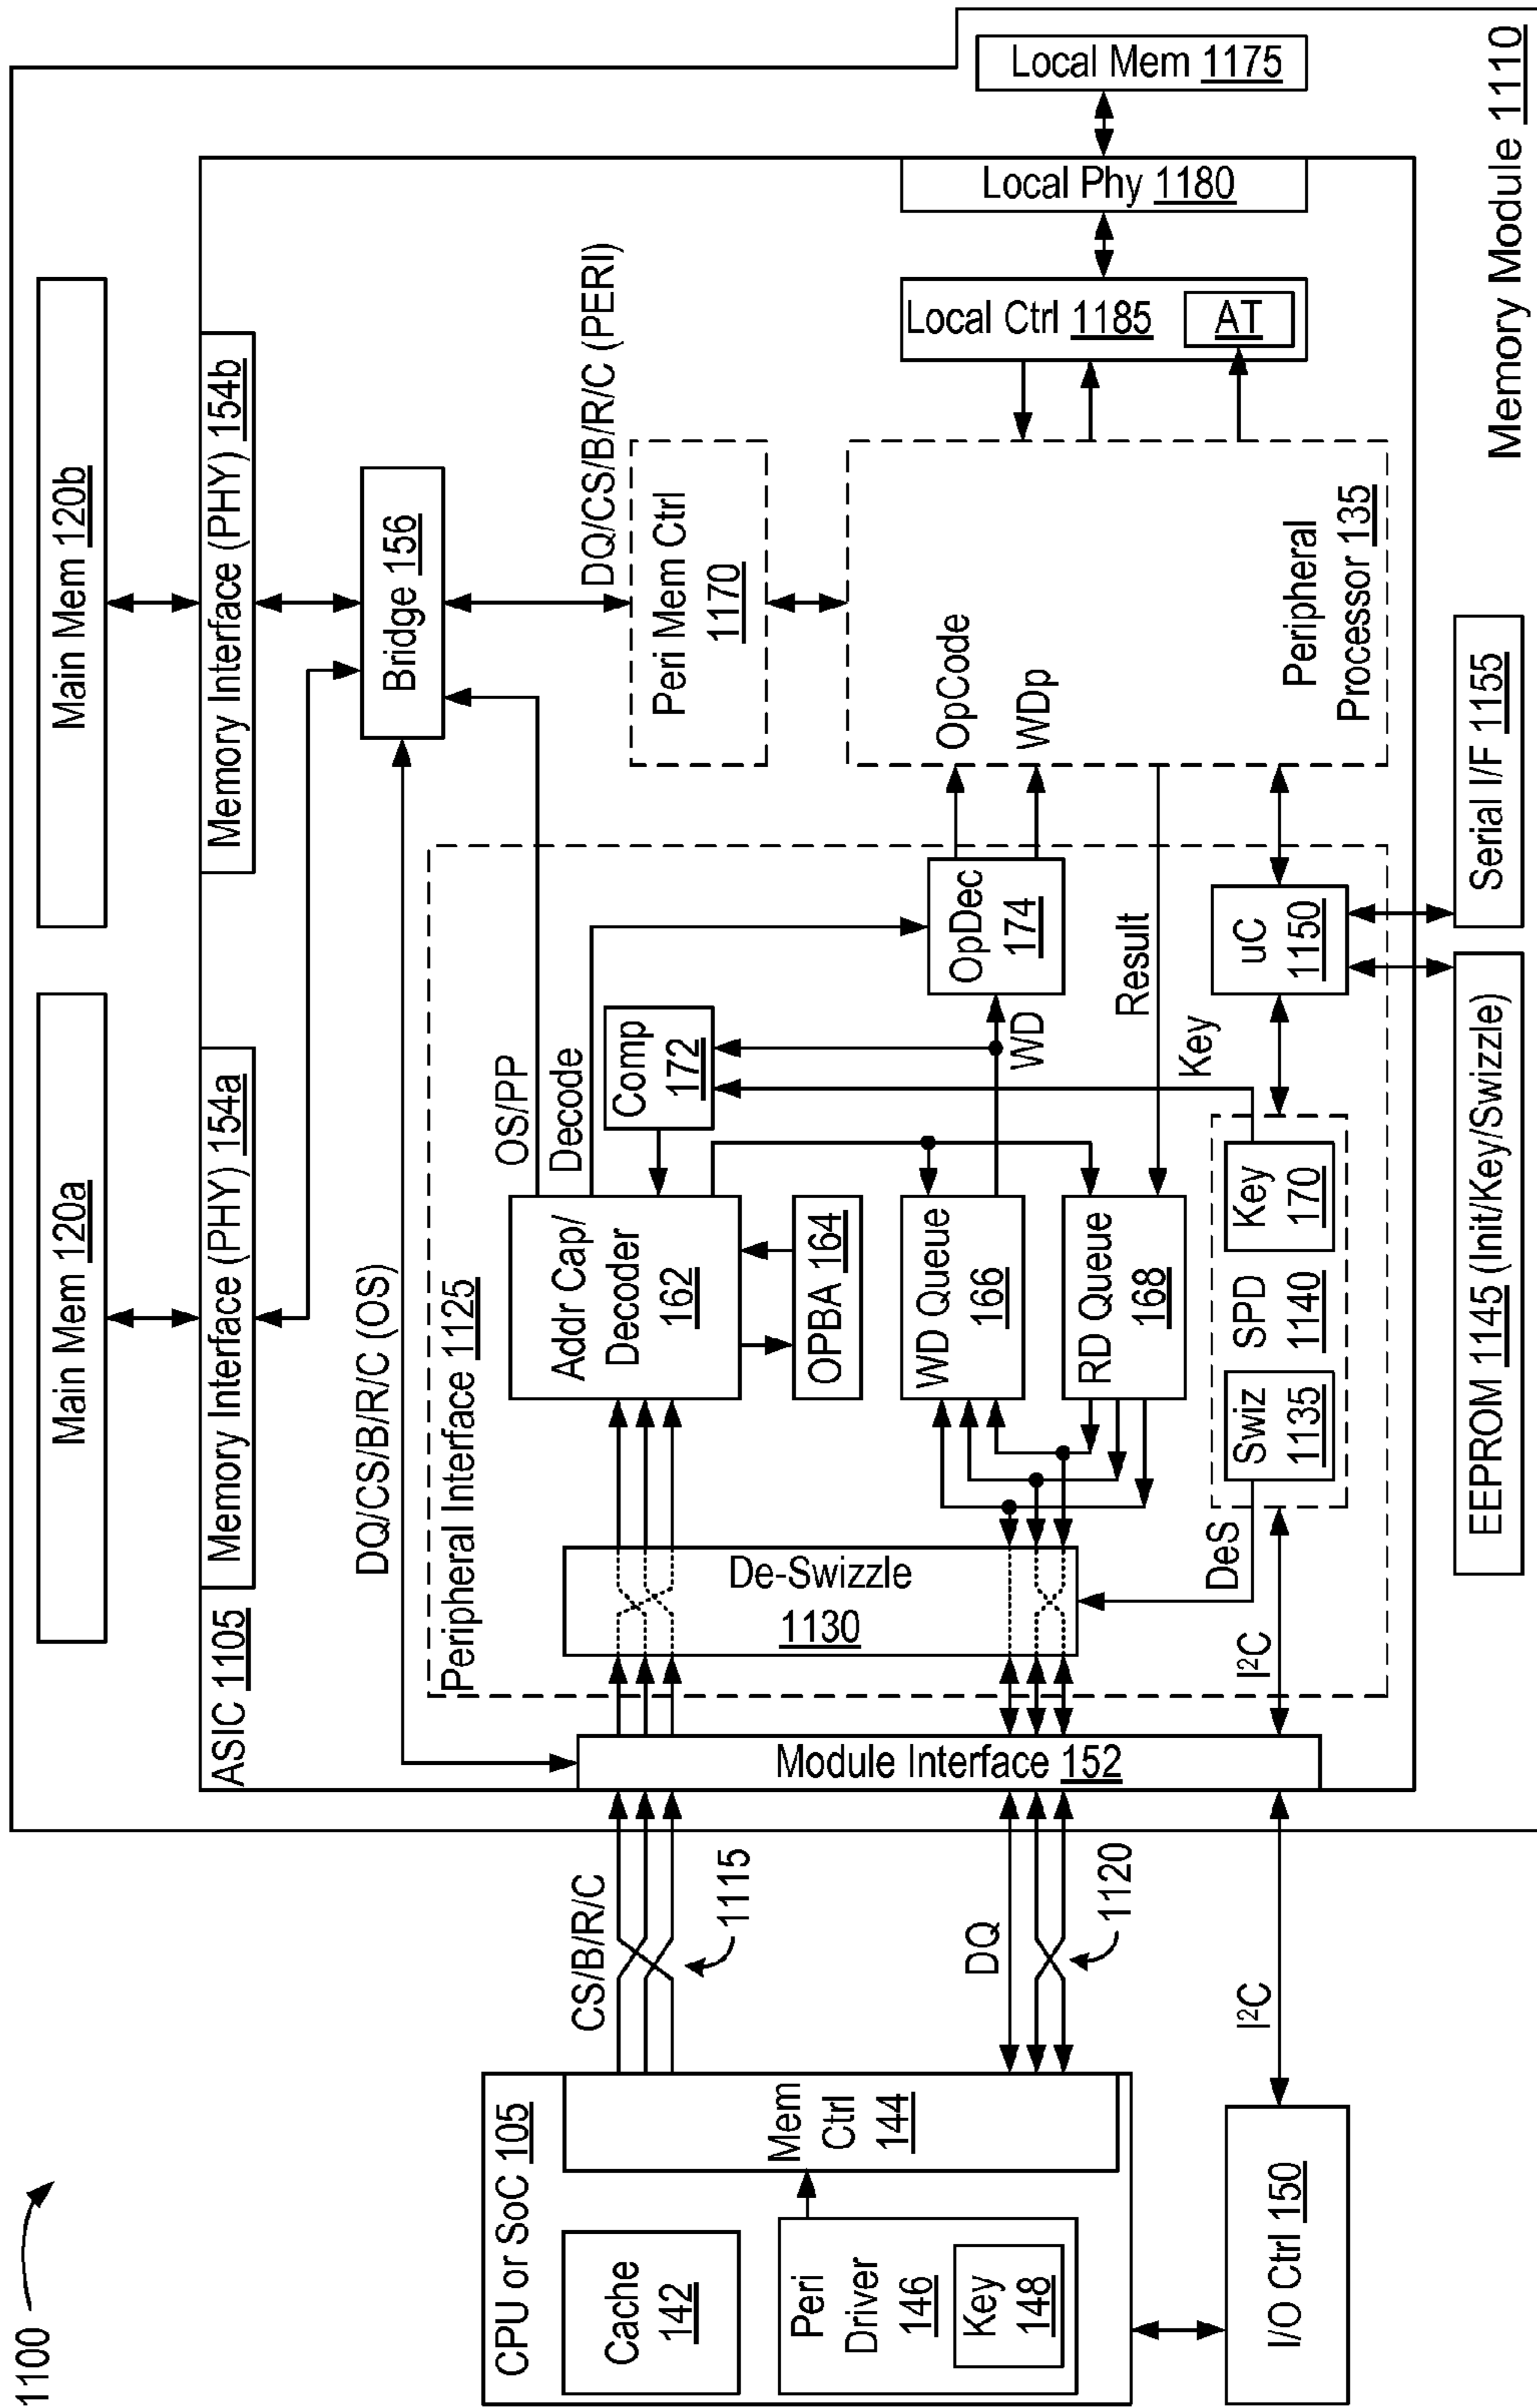 1100
CPU or SoC 105
Cache
142
Peri
Driver
146
Key
148
Mem
Ctrl
144
I/O Ctrl 150
CS/B/R/C
1115
DQ
1120
I²C
Main Mem 120a
Main Mem 120b
ASIC 1105
Memory Interface (PHY) 154a
Memory Interface (PHY) 154b
DQ/CS/B/R/C (OS)
Bridge 156
OS/PP
Decode
DQ/CS/B/R/C (PERI)
Module Interface 152
Peripheral Interface 1125
De-Swizzle
1130
Addr Cap/
Decoder
162
OPBA 164
Comp
172
WD Queue
166
RD Queue
168
WD
OpDec
174
OpCode
WDp
Result
Key
DeS
I²C
Swiz
1135
SPD
1140
Key
170
uC
1150
Peri Mem Ctrl
1170
Peripheral
Processor 135
Local Ctrl 1185
AT
Local Phy 1180
Local Mem 1175
EEPROM 1145 (Init/Key/Swizzle)
Serial I/F 1155
Memory Module 1110